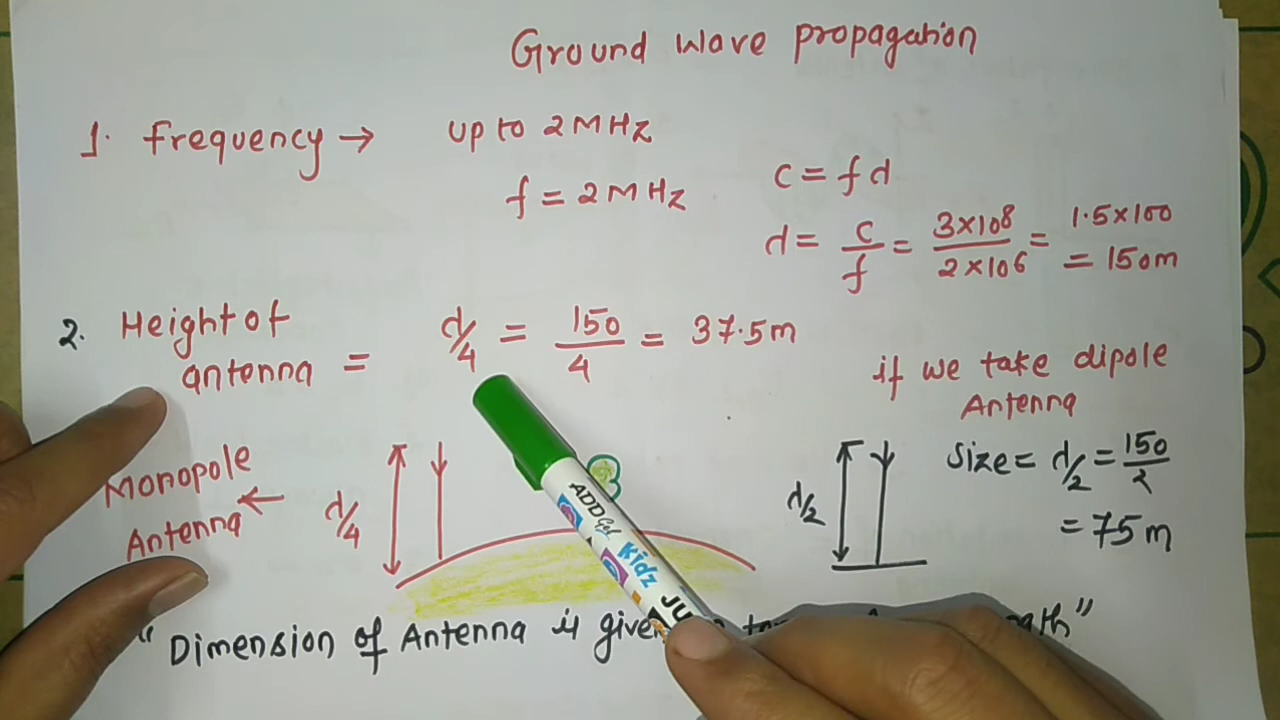 Ground wave propagation
1. frequency → up to 2MHz
f = 2MHz
c = f d
d = c/f = 3×10⁸/2×10⁶ = 1.5×100
= 150m
2. Height of
antenna = d/4 = 150/4 = 37.5m
if we take dipole
Antenna
Monopole
Antenna ←
d/4
d/2
Size = d/2 = 150/2
= 75m
ADD Gel
Kidz
JU
"Dimension of Antenna is